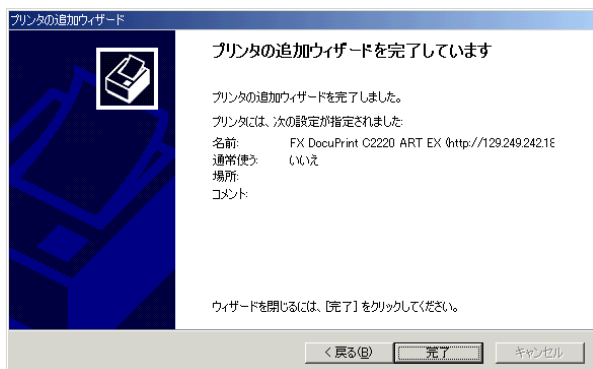 プリンタの追加ウィザード
プリンタの追加ウィザードを完了しています
プリンタの追加ウィザードを完了しました。
プリンタには、次の設定が指定されました:
名前: FX DocuPrint C2220 ART EX (http://129.249.242.18
通常使う: いいえ
場所:
コメント:
ウィザードを閉じるには、[完了] をクリックしてください。
< 戻る(B) 完了 キャンセル